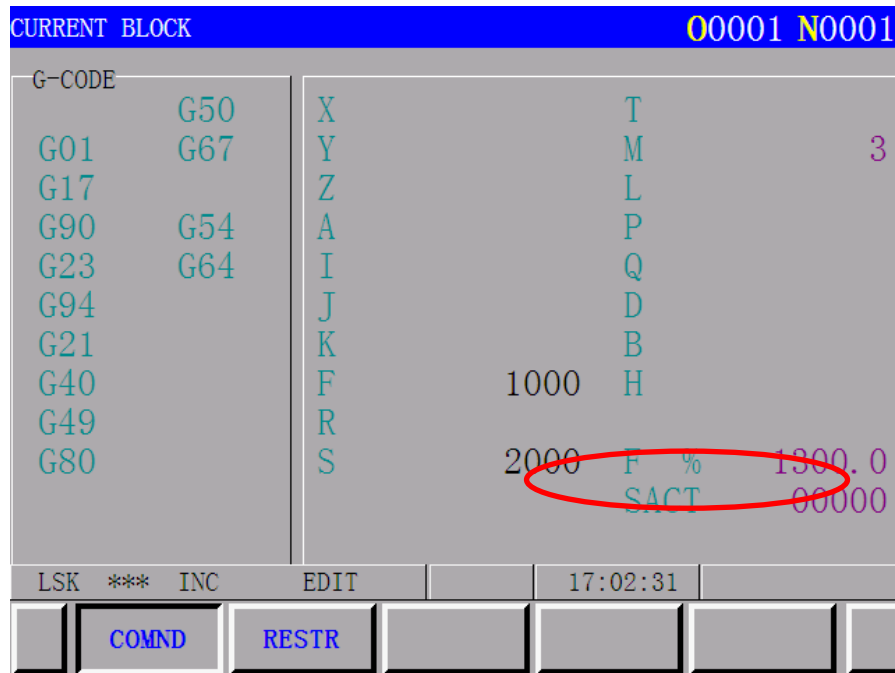 CURRENT BLOCK O0001 N0001
G-CODE
G50 X T
G01 G67 Y M 3
G17 Z L
G90 G54 A P
G23 G64 I Q
G94 J D
G21 K B
G40 F 1000 H
G49 R
G80 S 2000 F % 1300.0
SACT 00000
LSK *** INC EDIT 17:02:31
COMND RESTR